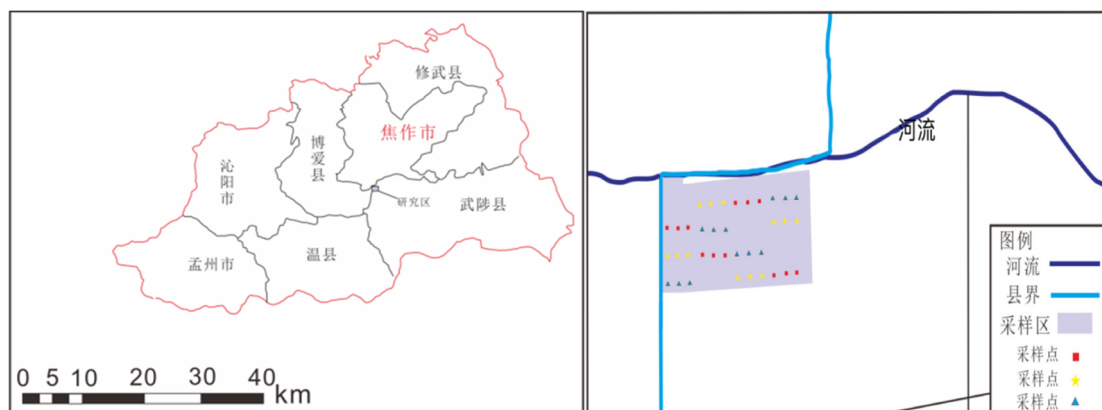 修武县
焦作市
博爱县
沁阳市
研究区
武陟县
温县
孟州市
0 5 10 20 30 40 km
河流
图例
河流
县界
采样区
采样点
采样点
采样点